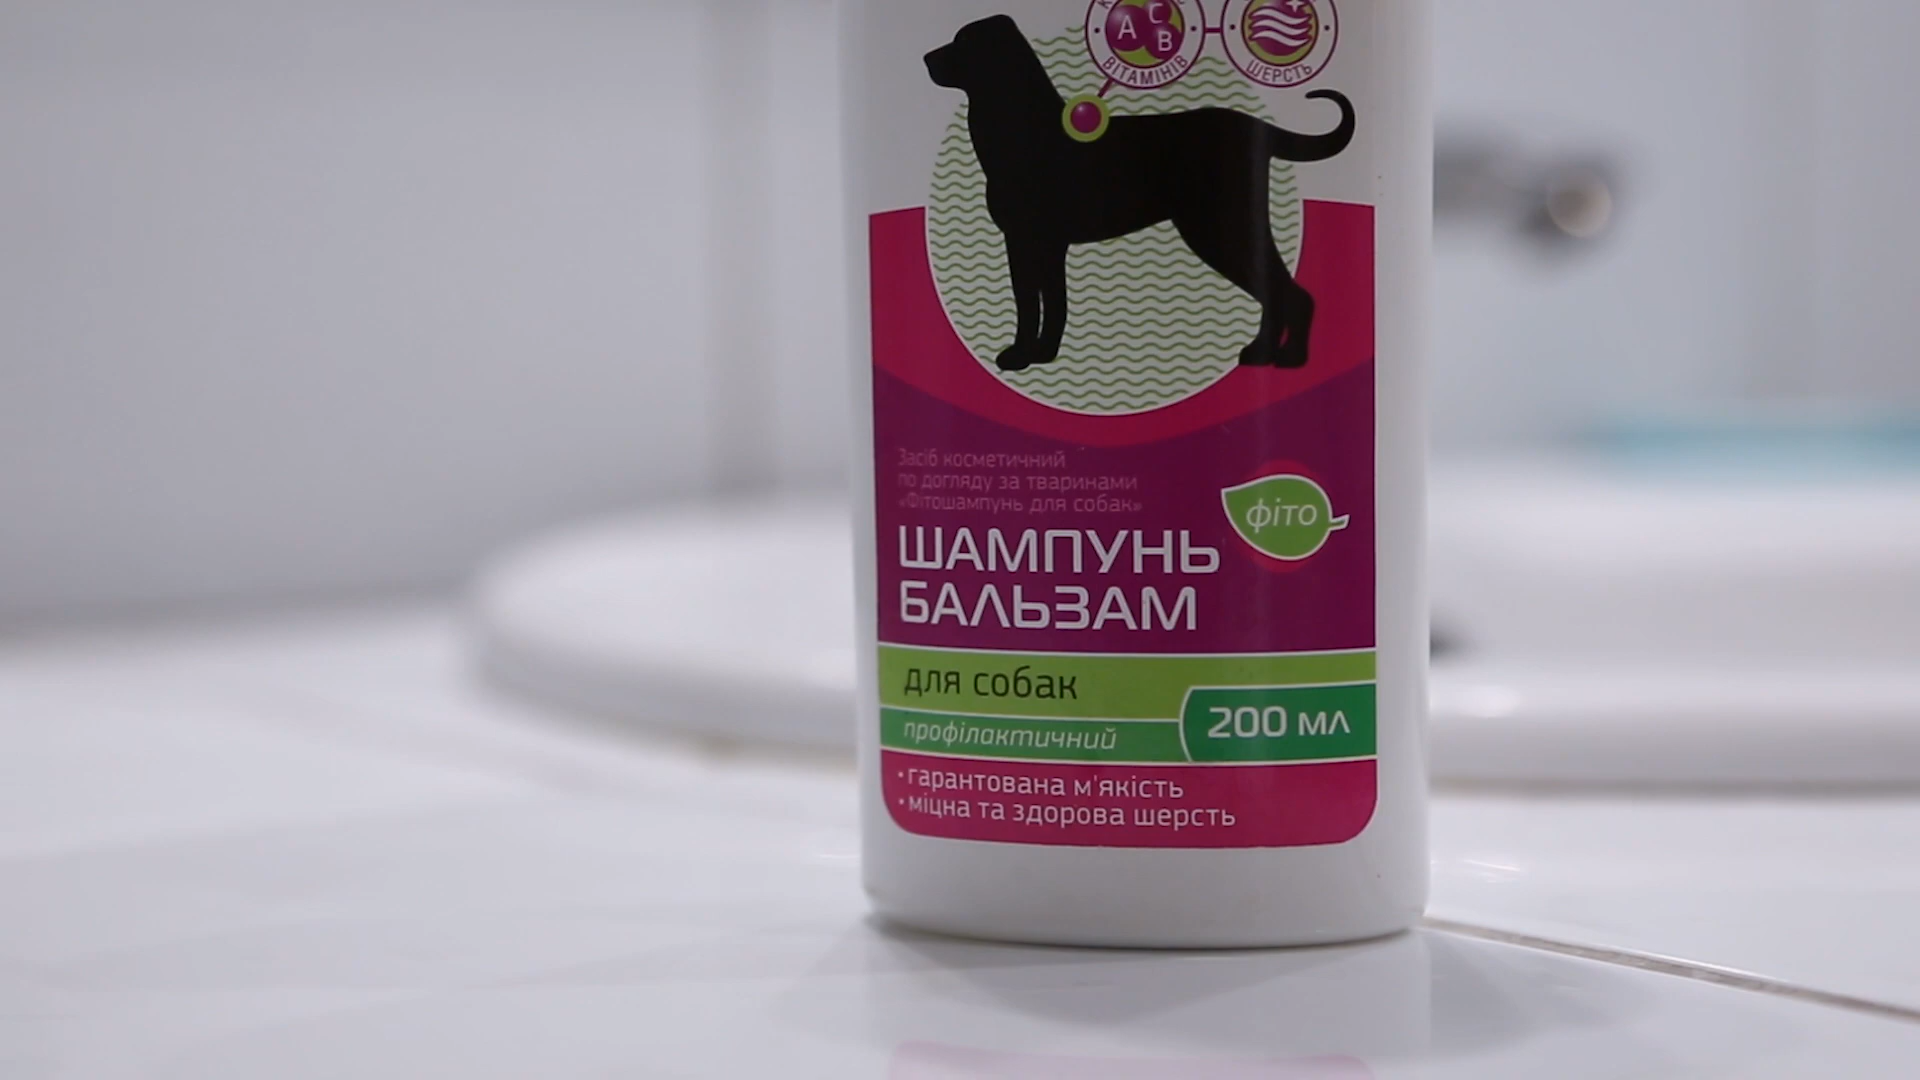 А С В
ВІТАМІНІВ
ШЕРСТЬ
Засіб косметичний
по догляду за тваринами
«Фітошампунь для собак»
фіто
ШАМПУНЬ
БАЛЬЗАМ
для собак
200 мл
профілактичний
• гарантована м'якість
• міцна та здорова шерсть